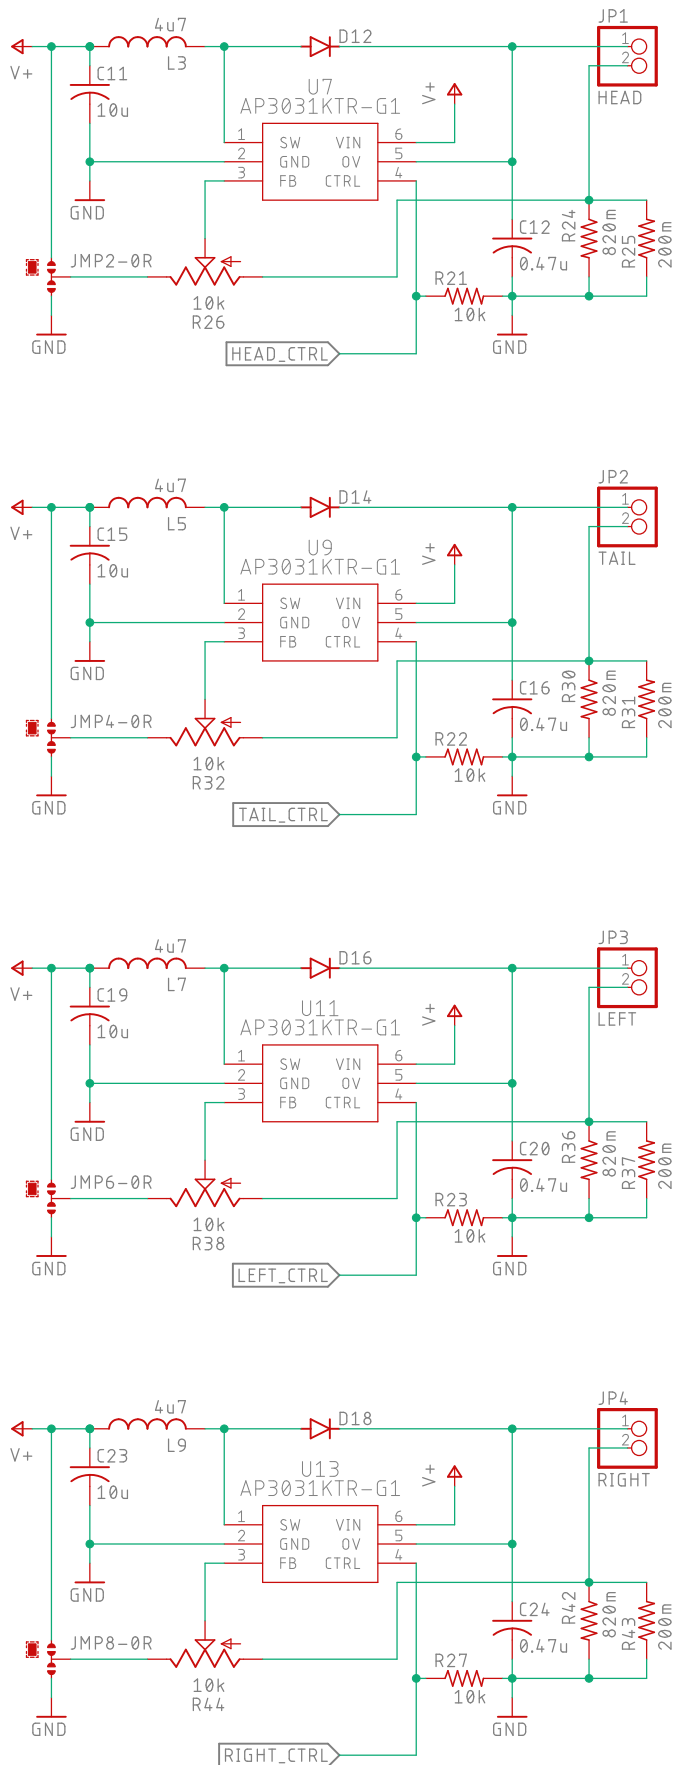 JP1
4u7
D12
1
2
V+
L3
C11
10u
HEAD
U7
AP3031KTR-G1
V+
1 SW VIN 6
2 GND OV 5
3 FB CTRL 4
GND
R24
820m
R25
200m
C12
0.47u
JMP2-0R
10k
R26
R21
10k
GND
GND
HEAD_CTRL
JP2
4u7
D14
1
2
V+
L5
C15
10u
TAIL
U9
AP3031KTR-G1
V+
1 SW VIN 6
2 GND OV 5
3 FB CTRL 4
GND
R30
820m
R31
200m
C16
0.47u
JMP4-0R
10k
R32
R22
10k
GND
GND
TAIL_CTRL
JP3
4u7
D16
1
2
V+
L7
C19
10u
LEFT
U11
AP3031KTR-G1
V+
1 SW VIN 6
2 GND OV 5
3 FB CTRL 4
GND
R36
820m
R37
200m
C20
0.47u
JMP6-0R
10k
R38
R23
10k
GND
GND
LEFT_CTRL
JP4
4u7
D18
1
2
V+
L9
C23
10u
RIGHT
U13
AP3031KTR-G1
V+
1 SW VIN 6
2 GND OV 5
3 FB CTRL 4
GND
R42
820m
R43
200m
C24
0.47u
JMP8-0R
10k
R44
R27
10k
GND
GND
RIGHT_CTRL